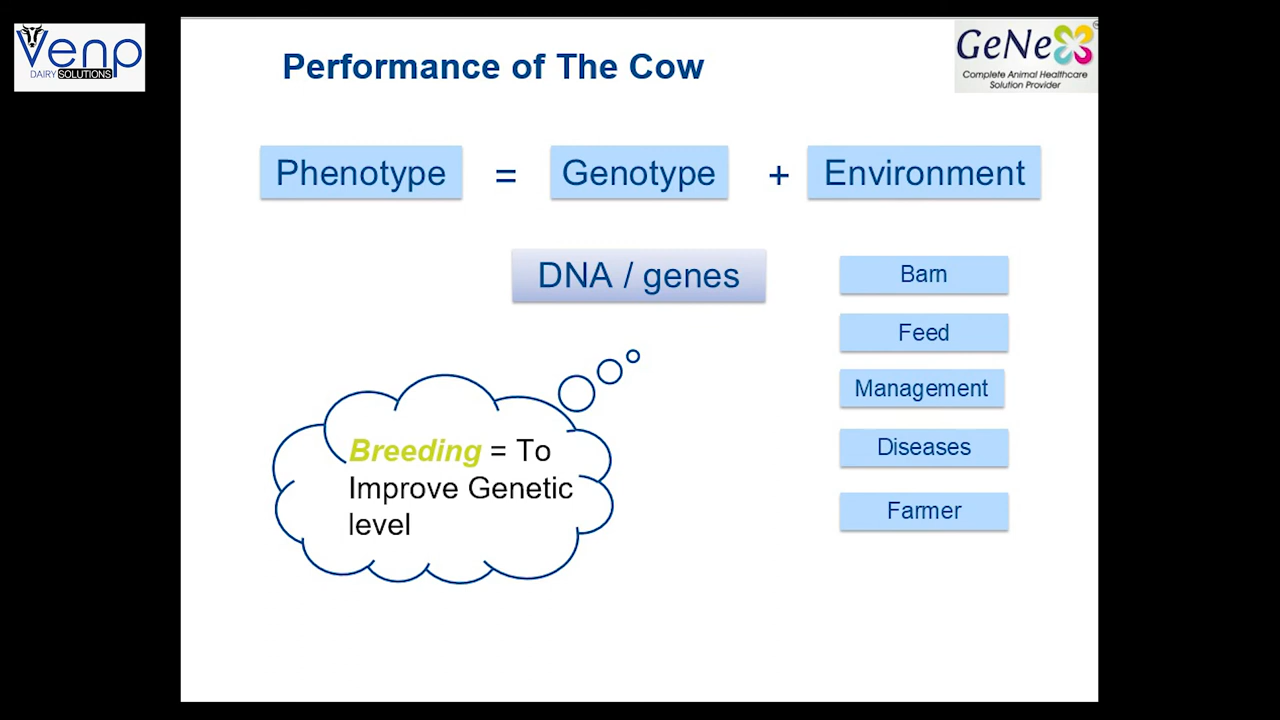 Venp
DAIRY SOLUTIONS
Performance of The Cow
GeNex
Complete Animal Healthcare
Solution Provider
Phenotype = Genotype + Environment
DNA / genes
Barn
Feed
Management
Diseases
Farmer
Breeding = To
Improve Genetic
level